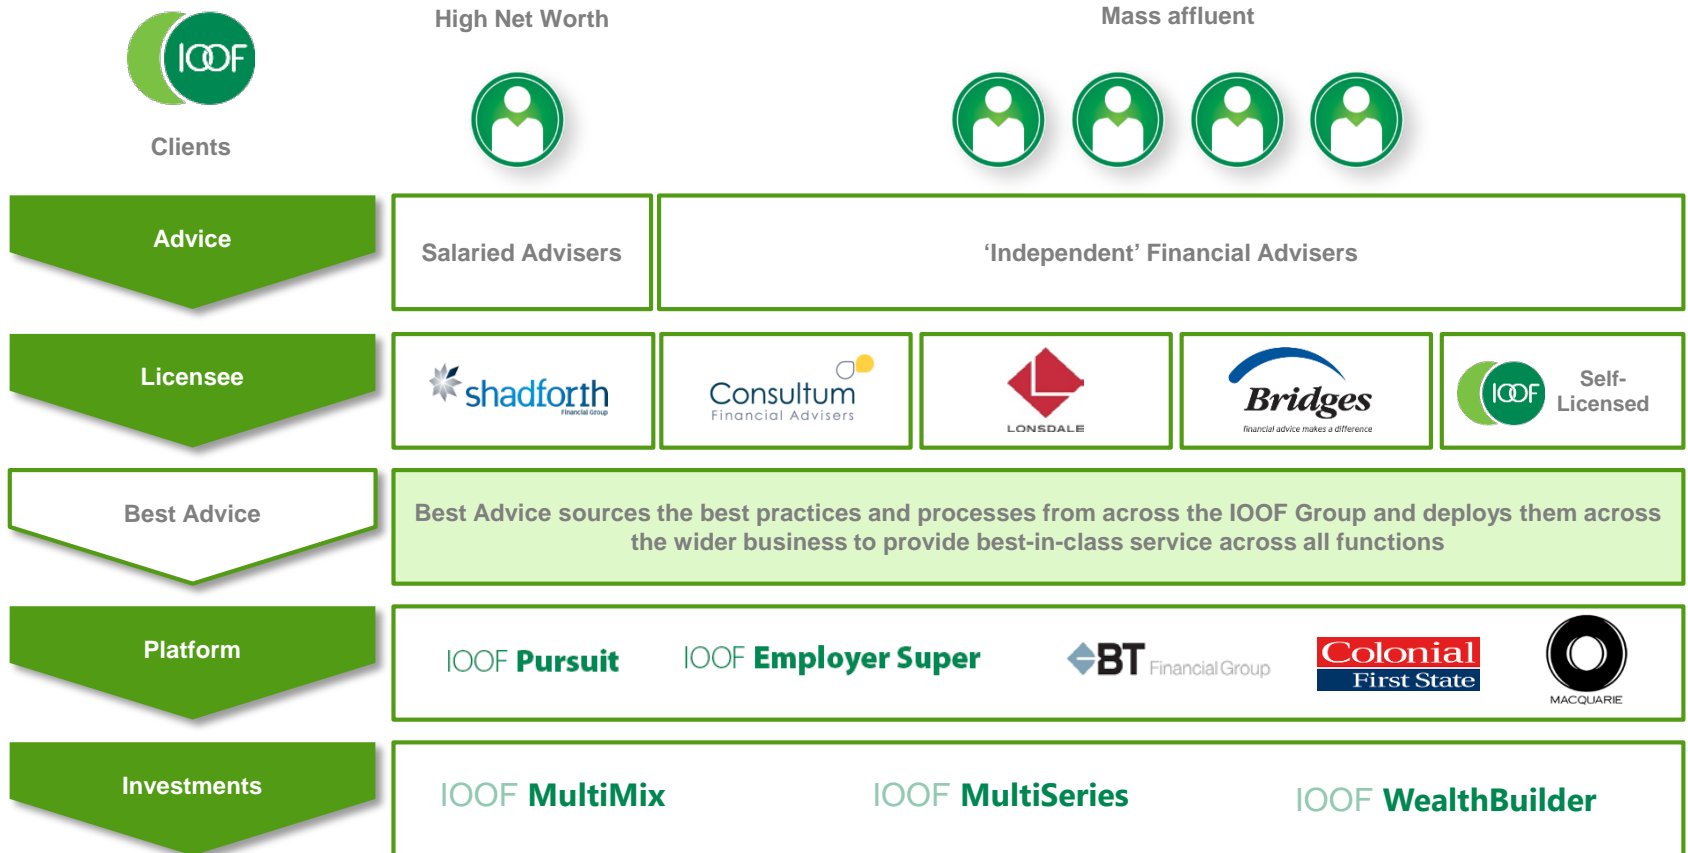 High Net Worth
Mass affluent
IOOF
Clients
Advice
Salaried Advisers
‘Independent’ Financial Advisers
Licensee
shadforth
Financial Group
Consultum
Financial Advisers
LONSDALE
Bridges
financial advice makes a difference
IOOF
Self-
Licensed
Best Advice
Best Advice sources the best practices and processes from across the IOOF Group and deploys them across
the wider business to provide best-in-class service across all functions
Platform
IOOF Pursuit
IOOF Employer Super
BT Financial Group
Colonial
First State
MACQUARIE
Investments
IOOF MultiMix
IOOF MultiSeries
IOOF WealthBuilder